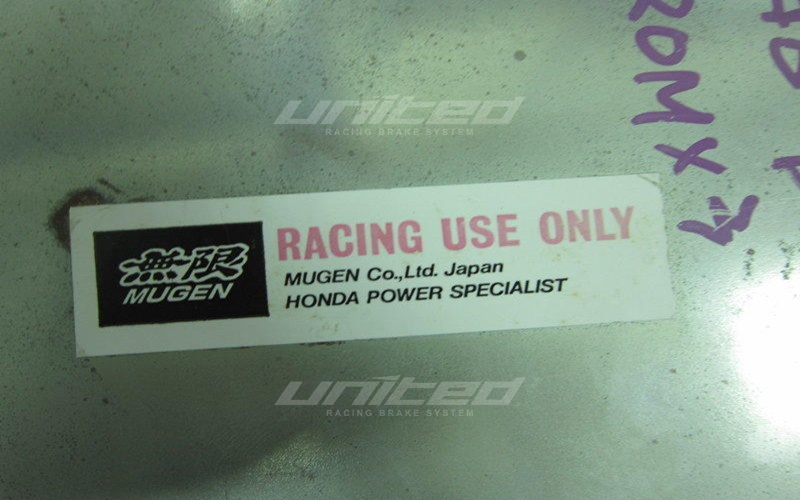 united
RACING BRAKE SYSTEM
20MX
無限
MUGEN
RACING USE ONLY
MUGEN Co.,Ltd. Japan
HONDA POWER SPECIALIST
united
RACING BRAKE SYSTEM